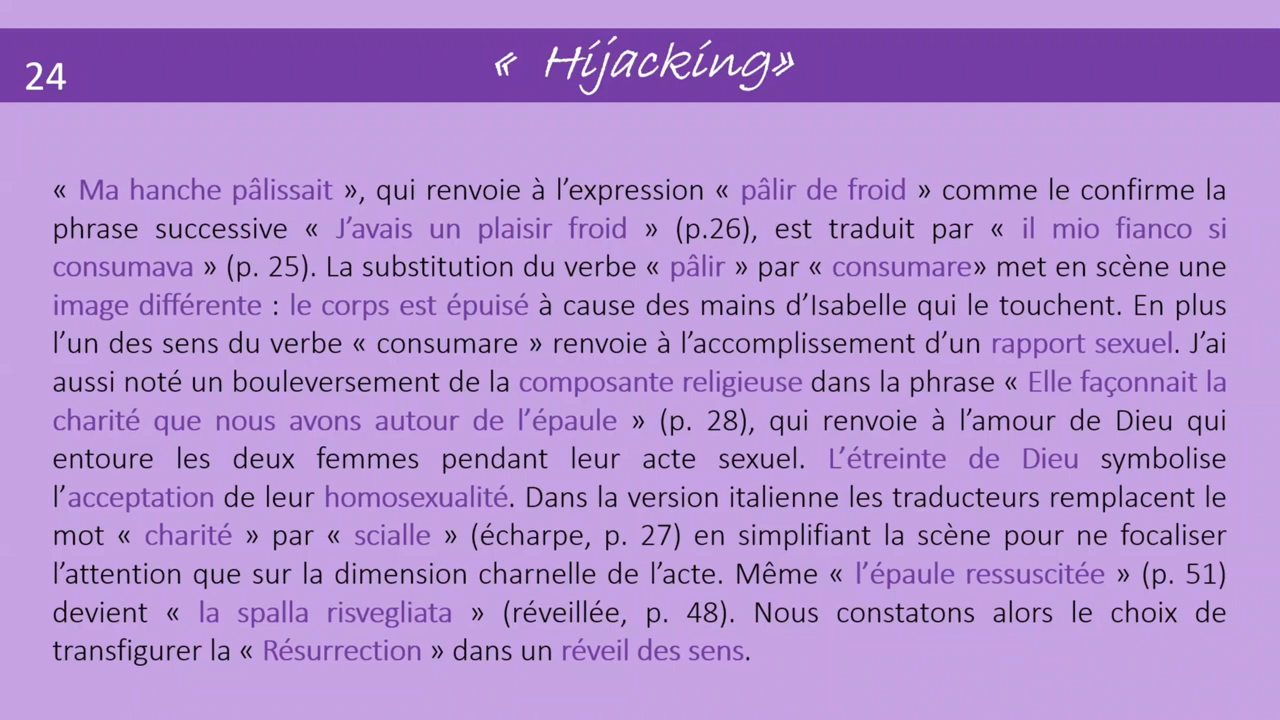 24
« Hijacking»
« Ma hanche pâlissait », qui renvoie à l’expression « pâlir de froid » comme le confirme la
phrase successive « J’avais un plaisir froid » (p.26), est traduit par « il mio fianco si
consumava » (p. 25). La substitution du verbe « pâlir » par « consumare» met en scène une
image différente : le corps est épuisé à cause des mains d’Isabelle qui le touchent. En plus
l’un des sens du verbe « consumare » renvoie à l’accomplissement d’un rapport sexuel. J’ai
aussi noté un bouleversement de la composante religieuse dans la phrase « Elle façonnait la
charité que nous avons autour de l’épaule » (p. 28), qui renvoie à l’amour de Dieu qui
entoure les deux femmes pendant leur acte sexuel. L’étreinte de Dieu symbolise
l’acceptation de leur homosexualité. Dans la version italienne les traducteurs remplacent le
mot « charité » par « scialle » (écharpe, p. 27) en simplifiant la scène pour ne focaliser
l’attention que sur la dimension charnelle de l’acte. Même « l’épaule ressuscitée » (p. 51)
devient « la spalla risvegliata » (réveillée, p. 48). Nous constatons alors le choix de
transfigurer la « Résurrection » dans un réveil des sens.